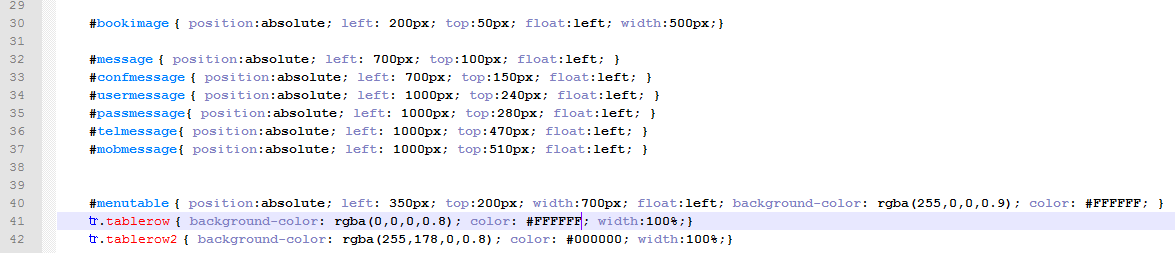 29
30 #bookimage { position:absolute; left: 200px; top:50px; float:left; width:500px;}
31
32 #message { position:absolute; left: 700px; top:100px; float:left; }
33 #confmessage { position:absolute; left: 700px; top:150px; float:left; }
34 #usermessage { position:absolute; left: 1000px; top:240px; float:left; }
35 #passmessage{ position:absolute; left: 1000px; top:280px; float:left; }
36 #telmessage{ position:absolute; left: 1000px; top:470px; float:left; }
37 #mobmessage{ position:absolute; left: 1000px; top:510px; float:left; }
38
39
40 #menutable { position:absolute; left: 350px; top:200px; width:700px; float:left; background-color: rgba(255,0,0,0.9); color: #FFFFFF; }
41 tr.tablerow { background-color: rgba(0,0,0,0.8); color: #FFFFFF; width:100%;}
42 tr.tablerow2 { background-color: rgba(255,178,0,0.8); color: #000000; width:100%;}